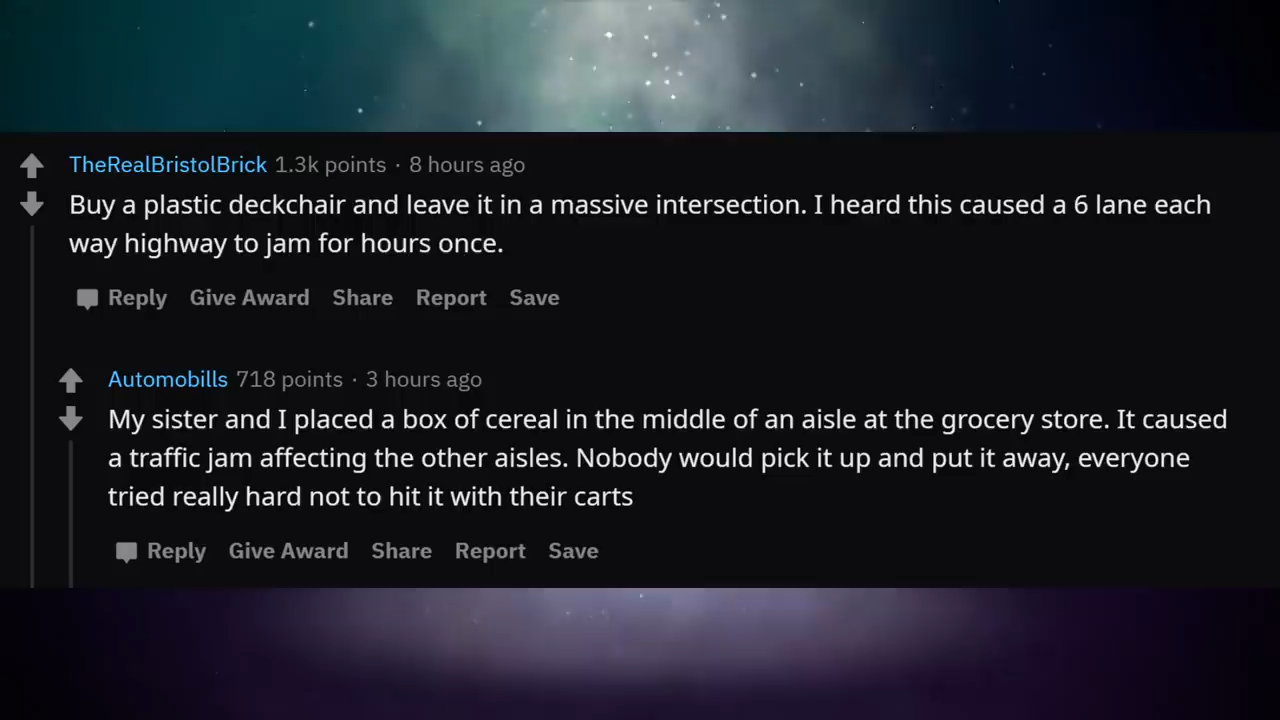 TheRealBristolBrick 1.3k points · 8 hours ago
Buy a plastic deckchair and leave it in a massive intersection. I heard this caused a 6 lane each
way highway to jam for hours once.
Reply Give Award Share Report Save
Automobills 718 points · 3 hours ago
My sister and I placed a box of cereal in the middle of an aisle at the grocery store. It caused
a traffic jam affecting the other aisles. Nobody would pick it up and put it away, everyone
tried really hard not to hit it with their carts
Reply Give Award Share Report Save